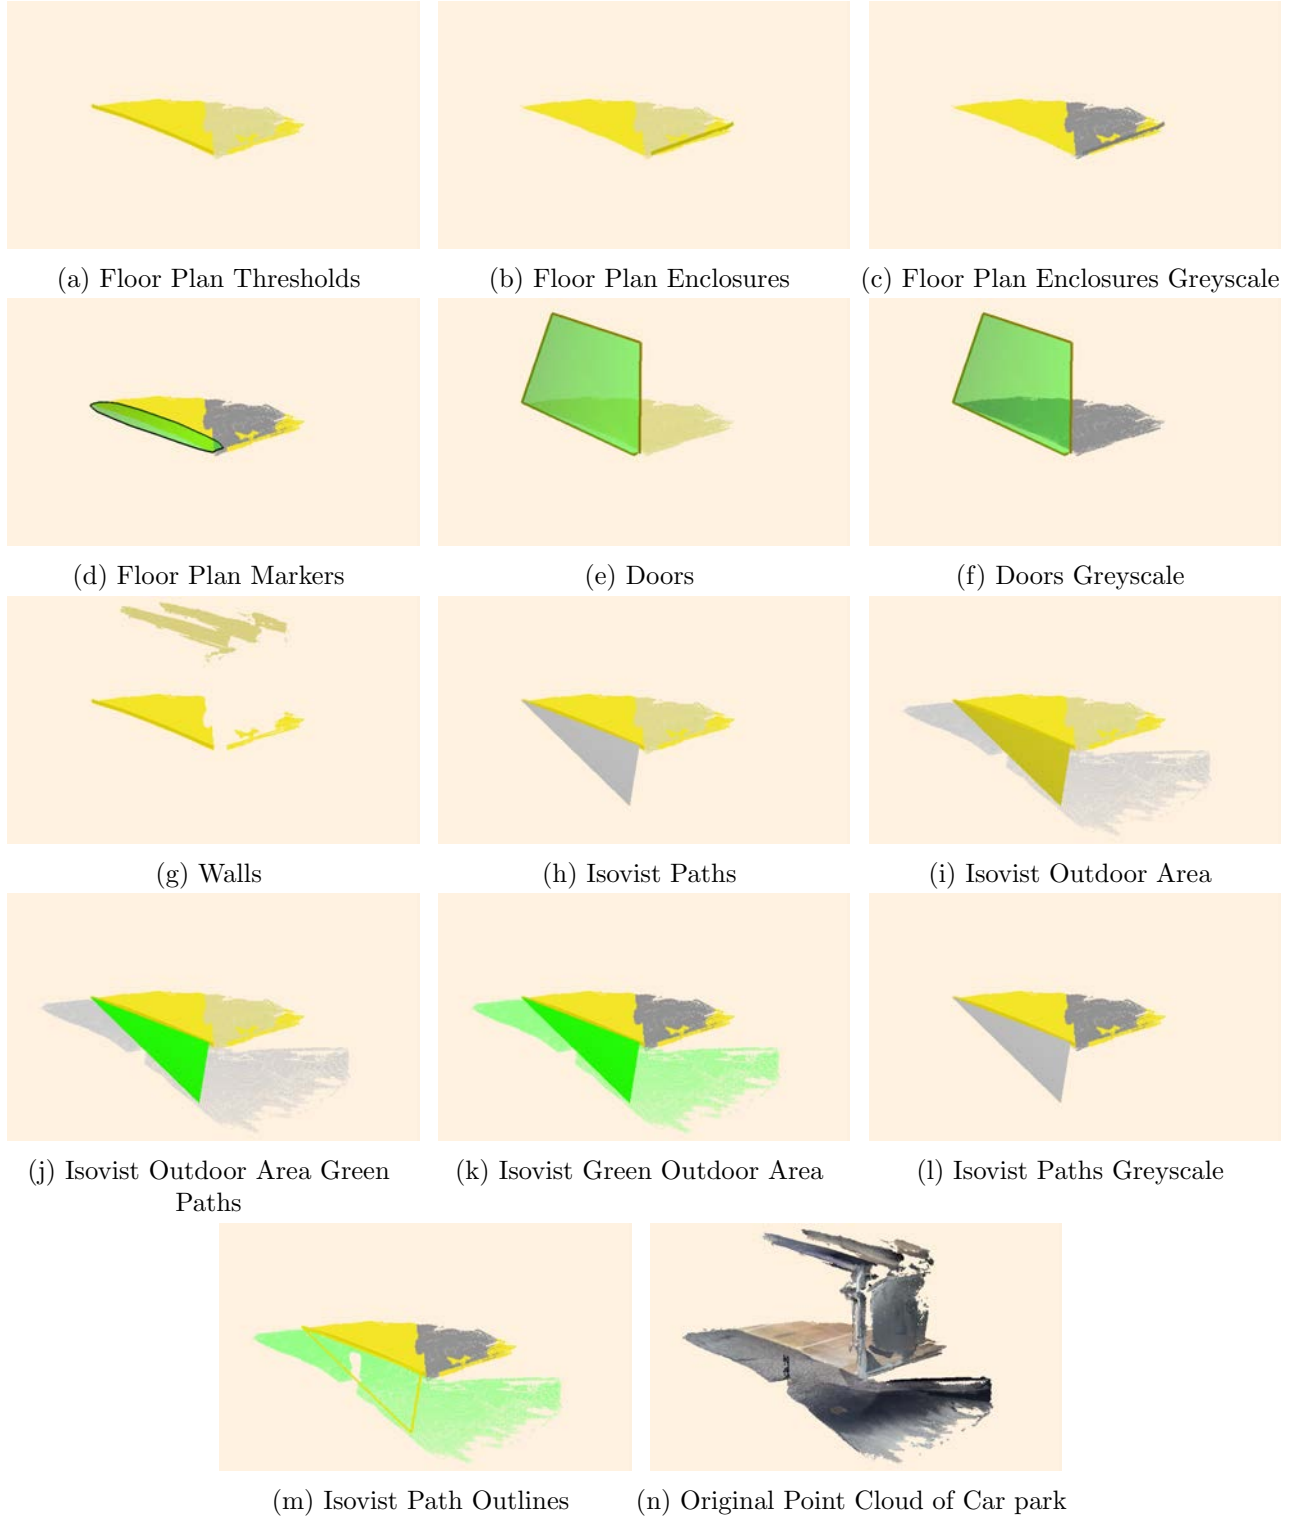 (a) Floor Plan Thresholds
(b) Floor Plan Enclosures
(c) Floor Plan Enclosures Greyscale
(d) Floor Plan Markers
(e) Doors
(f) Doors Greyscale
(g) Walls
(h) Isovist Paths
(i) Isovist Outdoor Area
(j) Isovist Outdoor Area Green
Paths
(k) Isovist Green Outdoor Area
(l) Isovist Paths Greyscale
(m) Isovist Path Outlines
(n) Original Point Cloud of Car park